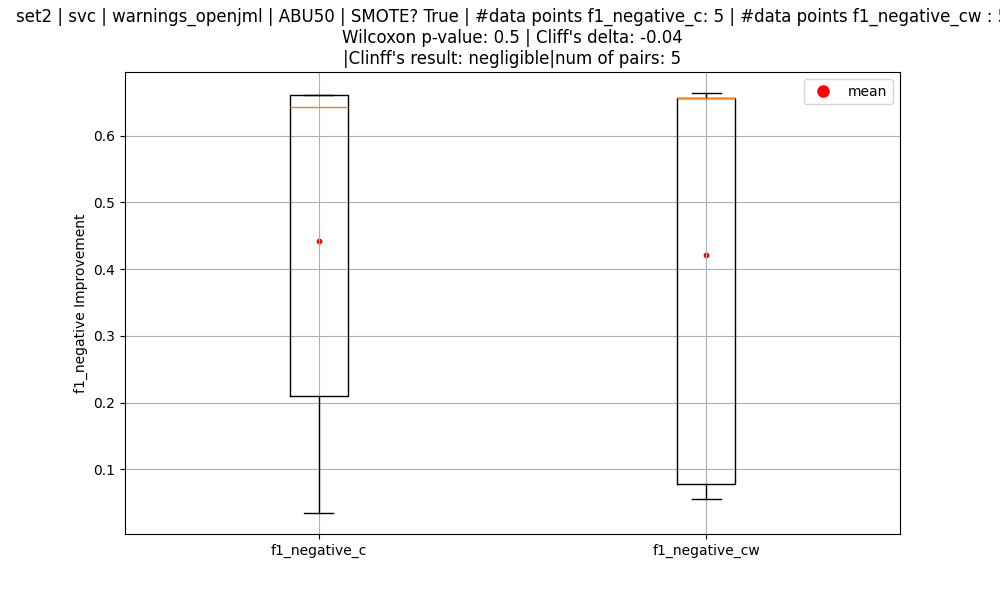 set2 | svc | warnings_openjml | ABU50 | SMOTE? True | #data points f1_negative_c: 5 | #data points f1_negative_cw :
Wilcoxon p-value: 0.5 | Cliff's delta: -0.04
|Clinff's result: negligible|num of pairs: 5
mean
0.6
0.5
0.4
0.3
0.2
0.1
f1_negative Improvement
f1_negative_c
f1_negative_cw